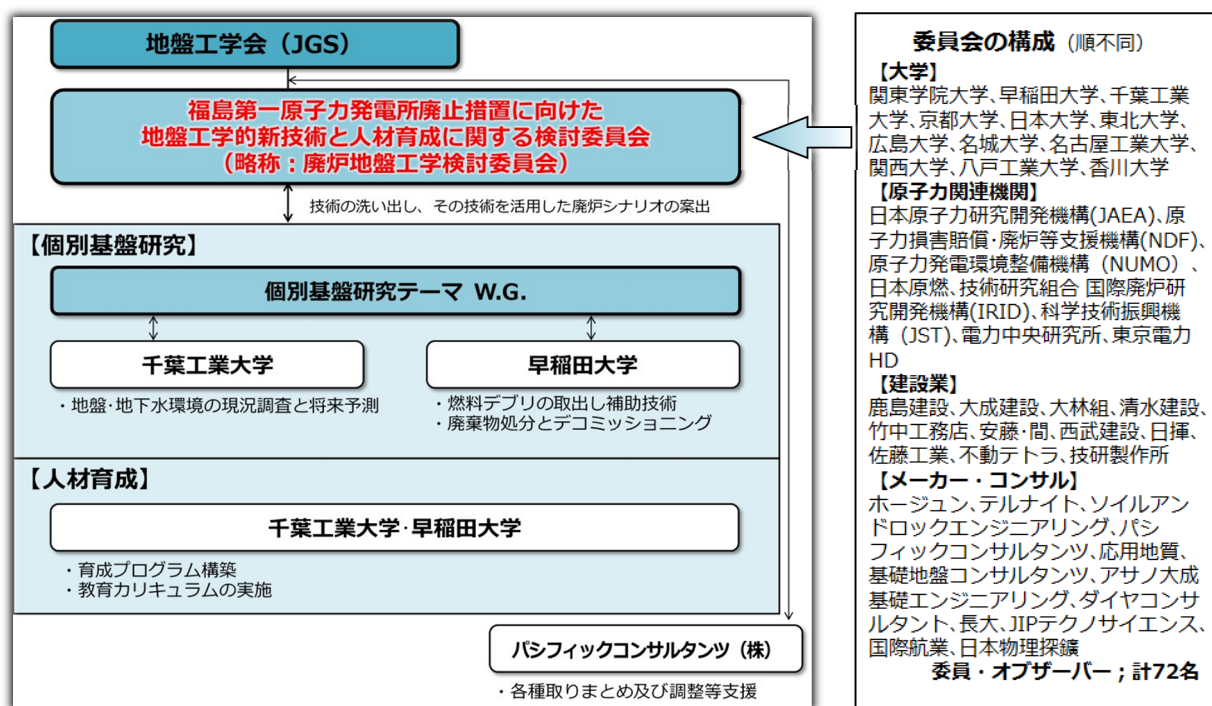 地盤工学会（JGS）
福島第一原子力発電所廃止措置に向けた
地盤工学的新技術と人材育成に関する検討委員会
（略称：廃炉地盤工学検討委員会）
技術の洗い出し、その技術を活用した廃炉シナリオの案出
【個別基盤研究】
個別基盤研究テーマ W.G.
千葉工業大学
・地盤･地下水環境の現況調査と将来予測
早稲田大学
・燃料デブリの取出し補助技術
・廃棄物処分とデコミッショニング
【人材育成】
千葉工業大学･早稲田大学
・育成プログラム構築
・教育カリキュラムの実施
パシフィックコンサルタンツ（株）
・各種取りまとめ及び調整等支援
委員会の構成（順不同）
【大学】
関東学院大学､早稲田大学､千葉工業
大学､京都大学､日本大学､東北大学､
広島大学､名城大学､名古屋工業大学､
関西大学､八戸工業大学､香川大学
【原子力関連機関】
日本原子力研究開発機構(JAEA)､原
子力損害賠償･廃炉等支援機構(NDF)､
原子力発電環境整備機構（NUMO）､
日本原燃､技術研究組合 国際廃炉研
究開発機構(IRID)､科学技術振興機
構（JST)､電力中央研究所､東京電力
HD
【建設業】
鹿島建設､大成建設､大林組､清水建設､
竹中工務店､安藤･間､西武建設､日揮､
佐藤工業､不動テトラ､技研製作所
【メーカー・コンサル】
ホージュン､テルナイト､ソイルアン
ドロックエンジニアリング､パシ
フィックコンサルタンツ､応用地質､
基礎地盤コンサルタンツ､アサノ大成
基礎エンジニアリング､ダイヤコンサ
ルタント､長大､JIPテクノサイエンス､
国際航業､日本物理探鑛
委員・オブザーバー；計72名